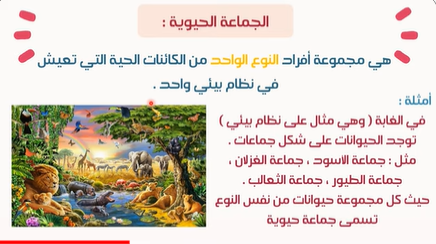 الجماعة الحيوية :
هي مجموعة أفراد النوع الواحد من الكائنات الحية التي تعيش
في نظام بيئي واحد .
أمثلة :
في الغابة ( وهي مثال على نظام بيئي )
توجد الحيوانات على شكل جماعات .
مثل : جماعة الاسود ، جماعة الغزلان ،
جماعة الطيور ، جماعة الثعالب .
حيث كل مجموعة حيوانات من نفس النوع
تسمى جماعة حيوية